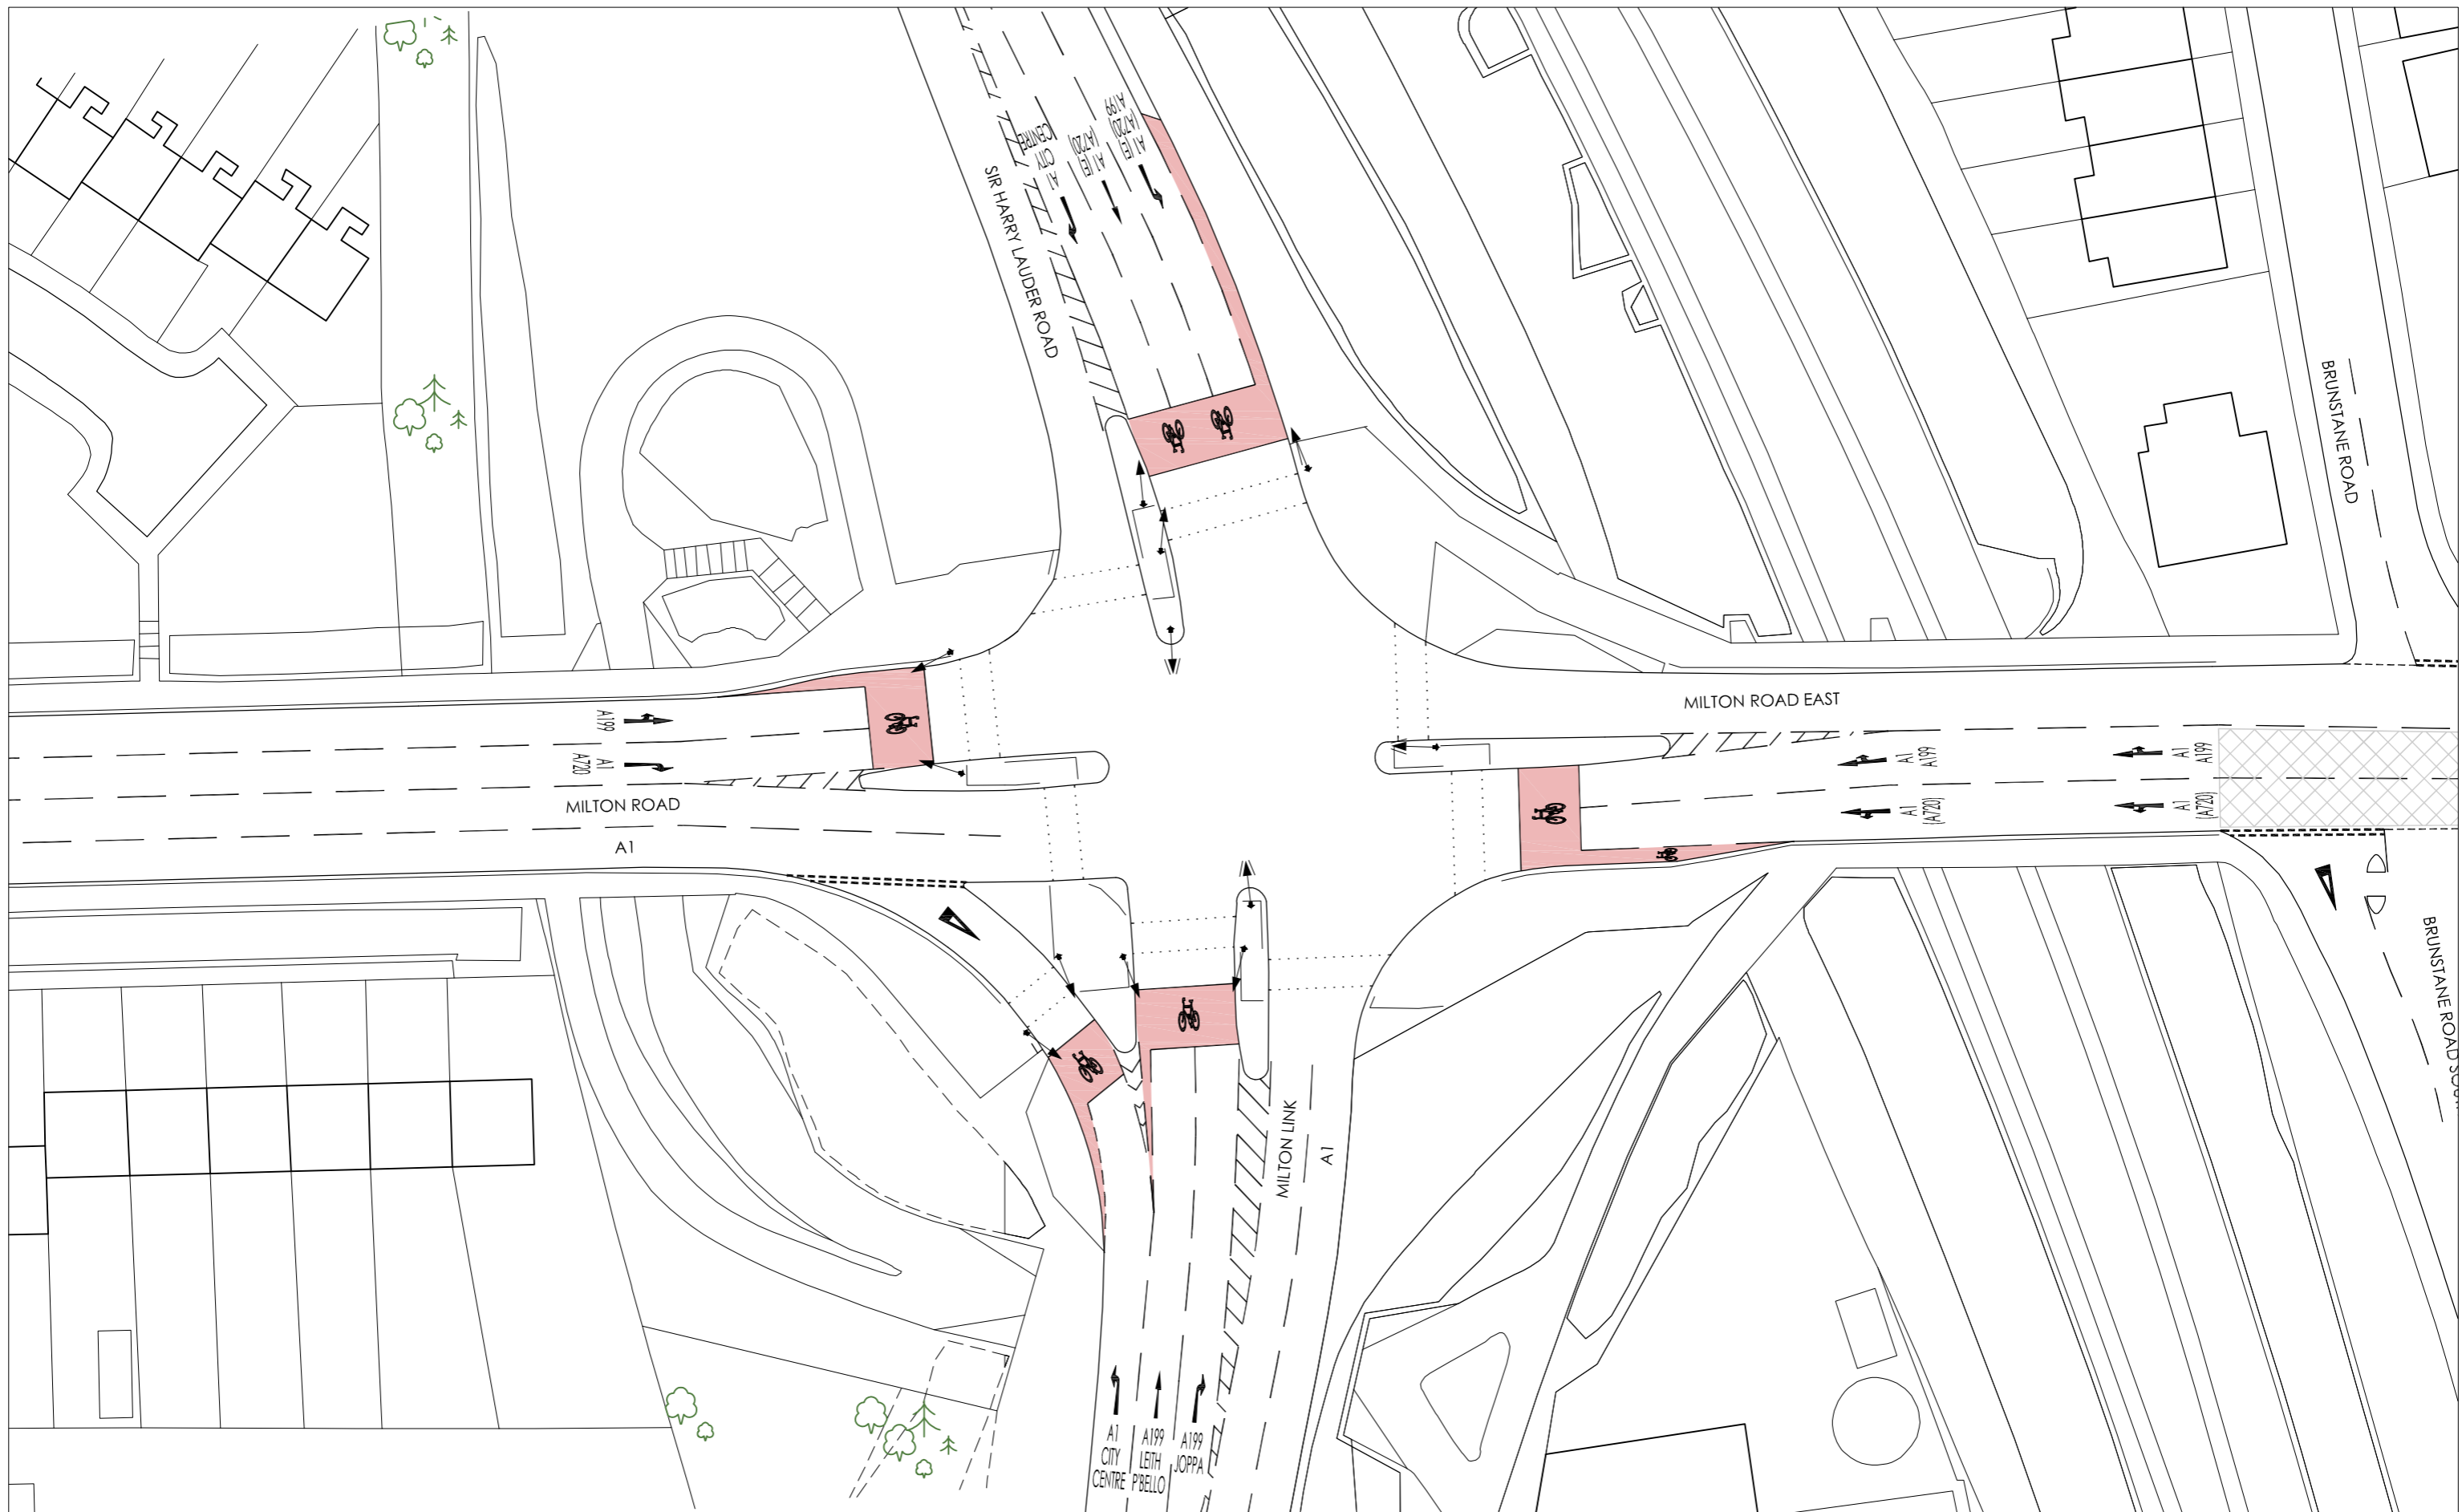 A199
A1 (E)
(A720)
A1 (E)
(A720)
A1
CITY
CENTRE
SIR HARRY LAUDER ROAD
BRUNSTANE ROAD
MILTON ROAD EAST
A199
A1
A720
MILTON ROAD
A1
A1
A199
A1
(A720)
A1
A199
A1
(A720)
MILTON LINK
A1
A1
CITY
CENTRE
A199
LEITH
P'BELLO
A199
JOPPA
BRUNSTANE ROAD